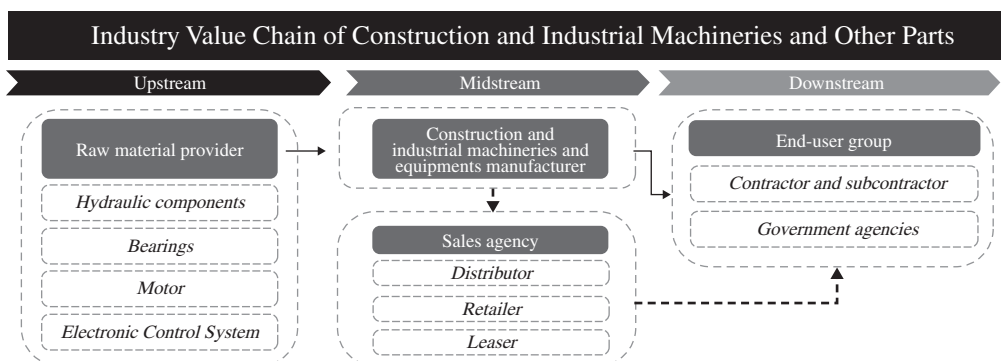 Industry Value Chain of Construction and Industrial Machineries and Other Parts
Upstream
Midstream
Downstream
Raw material provider
Hydraulic components
Bearings
Motor
Electronic Control System
Construction and
industrial machineries and
equipments manufacturer
Sales agency
Distributor
Retailer
Leaser
End-user group
Contractor and subcontractor
Government agencies